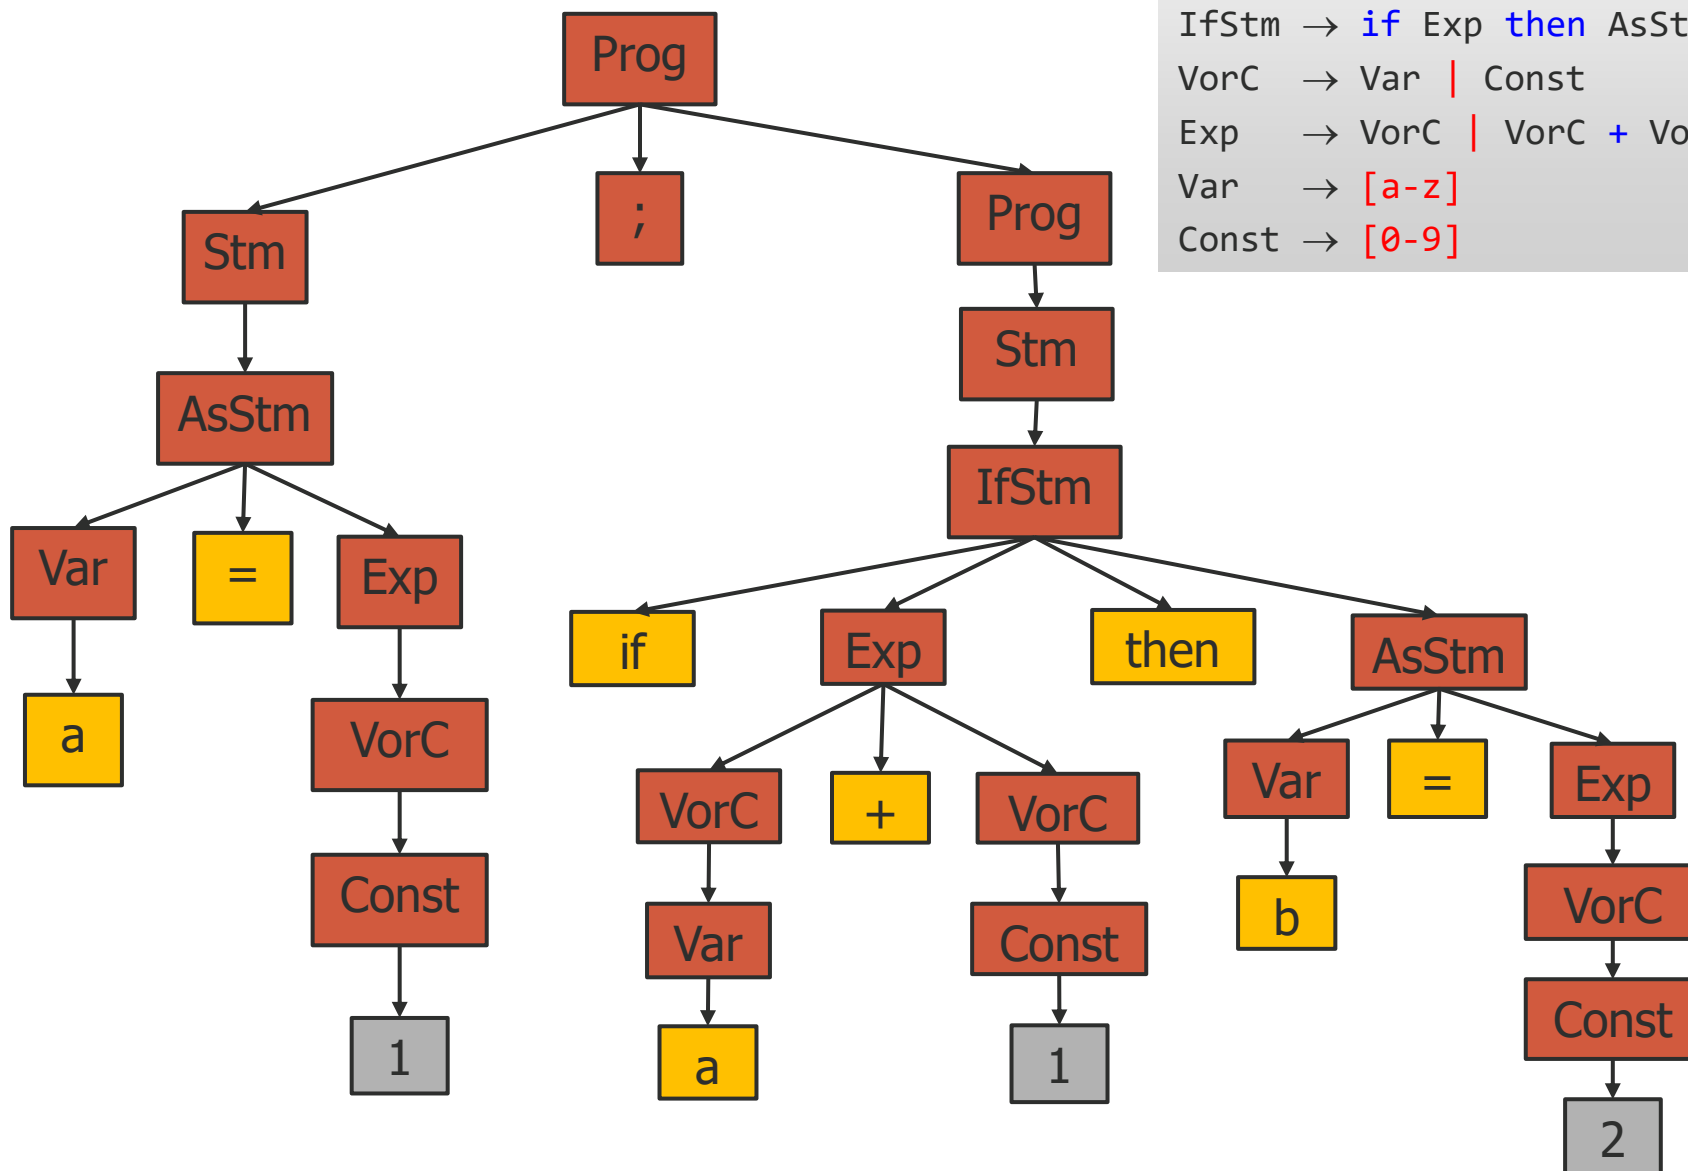 IfStm → if Exp then AsSt
VorC → Var | Const
Exp → VorC | VorC + Vo
Var → [a-z]
Const → [0-9]
Prog
Stm
;
Prog
Stm
AsStm
IfStm
Var
=
Exp
if
Exp
then
AsStm
a
VorC
VorC
+
VorC
Var
=
Exp
Const
Var
Const
b
VorC
1
a
1
Const
2